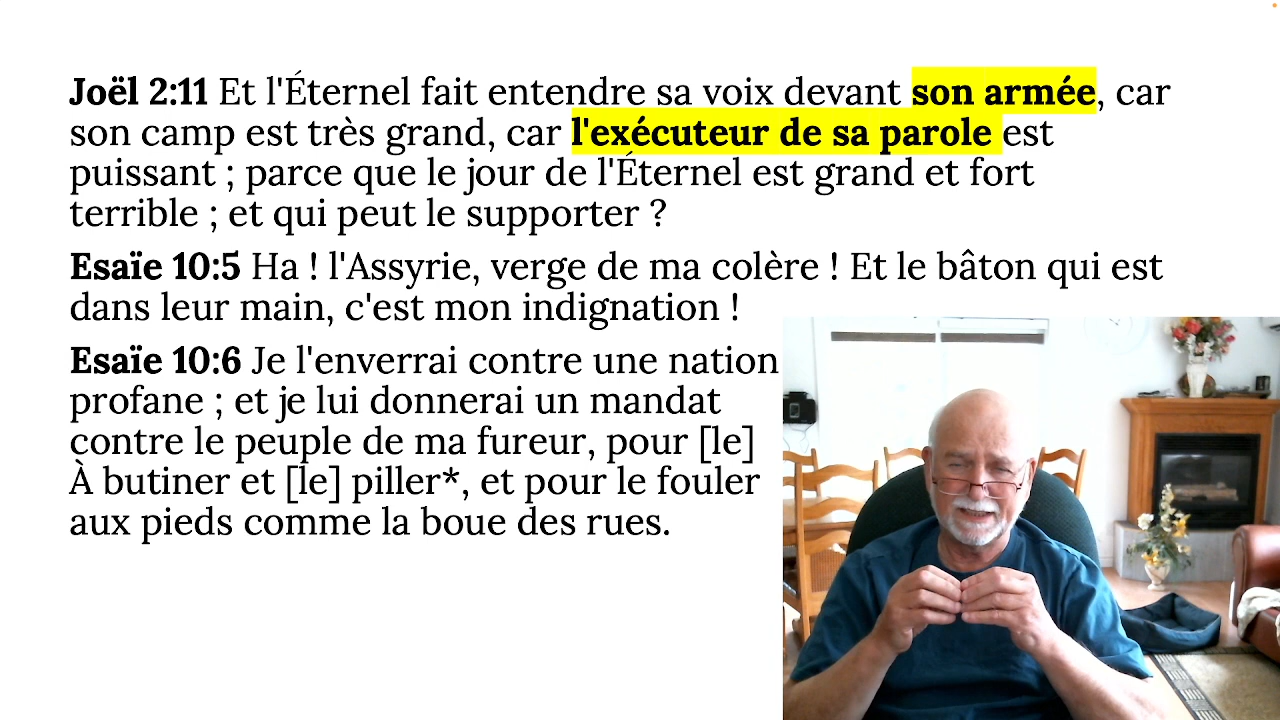 Joël 2:11 Et l'Éternel fait entendre sa voix devant son armée, car
son camp est très grand, car l'exécuteur de sa parole est
puissant ; parce que le jour de l'Éternel est grand et fort
terrible ; et qui peut le supporter ?
Esaïe 10:5 Ha ! l'Assyrie, verge de ma colère ! Et le bâton qui est
dans leur main, c'est mon indignation !
Esaïe 10:6 Je l'enverrai contre une nation
profane ; et je lui donnerai un mandat
contre le peuple de ma fureur, pour [le]
À butiner et [le] piller*, et pour le fouler
aux pieds comme la boue des rues.